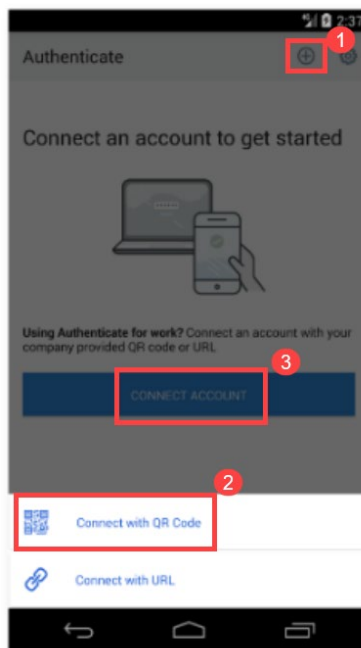 2:37
1
Authenticate
Connect an account to get started
Using Authenticate for work? Connect an account with your
company provided QR code or URL
3
CONNECT ACCOUNT
2
Connect with QR Code
Connect with URL